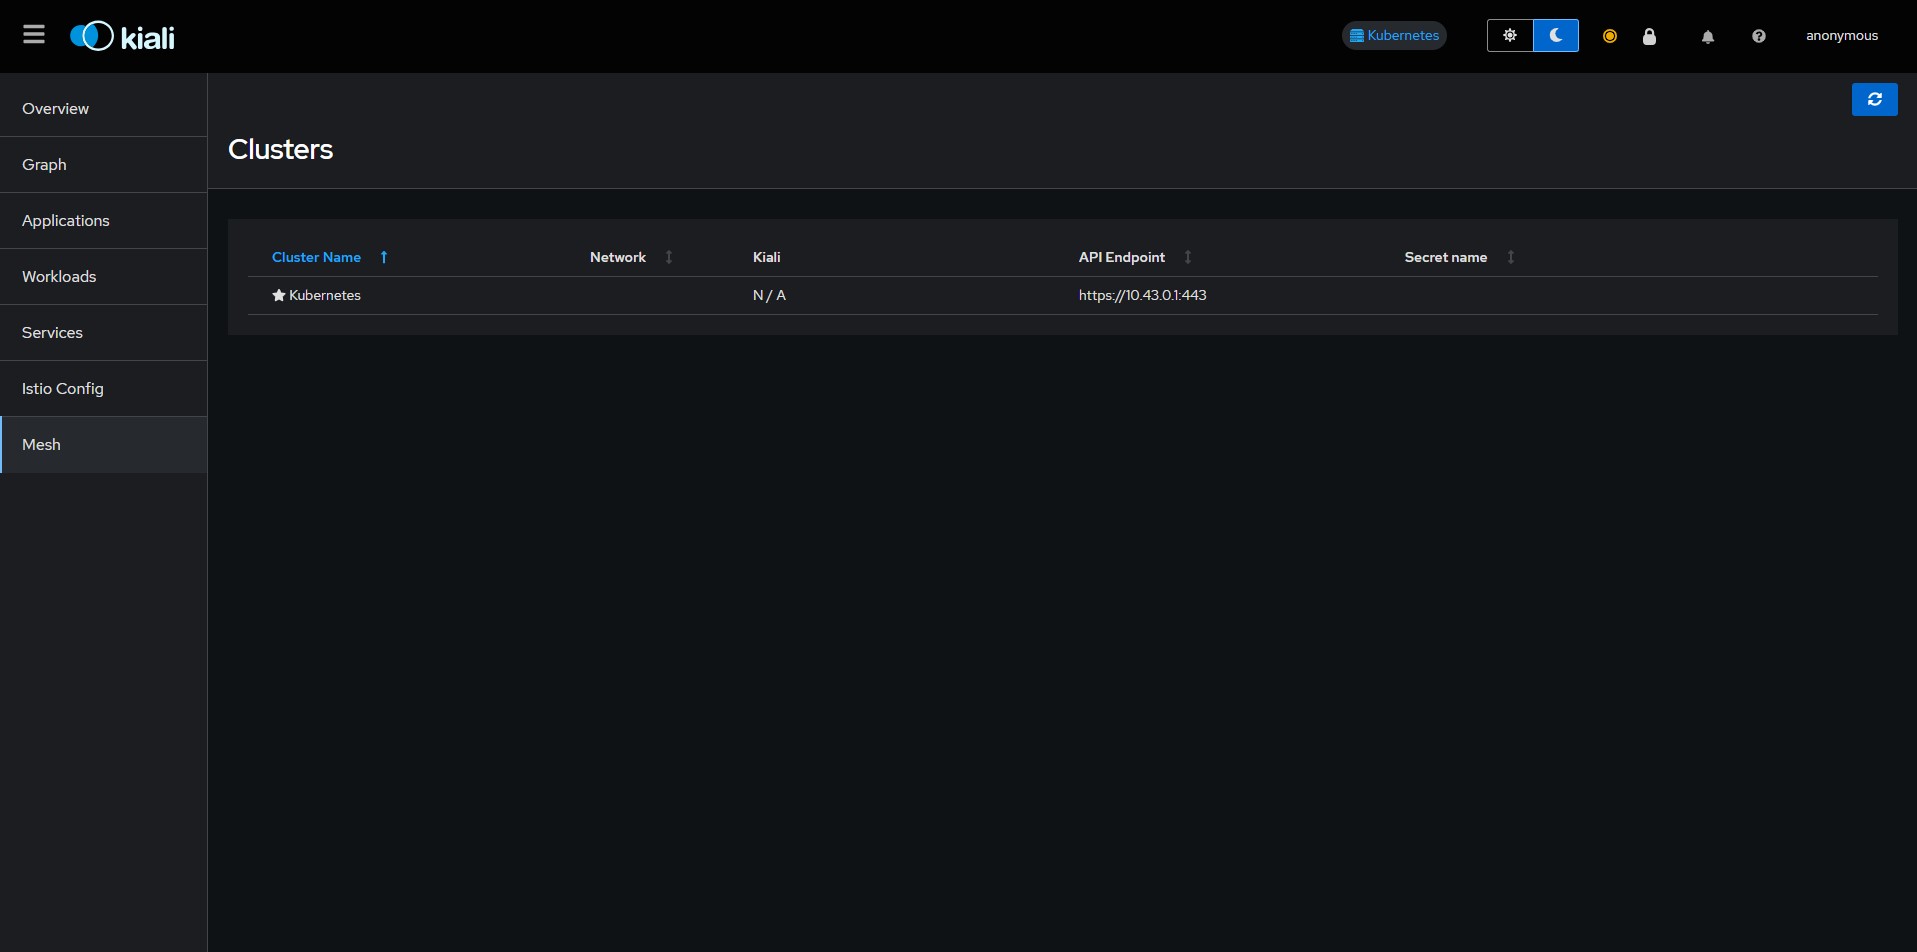 kiali
Kubernetes
anonymous
Overview
Graph
Applications
Workloads
Services
Istio Config
Mesh
Clusters
Cluster Name Network Kiali API Endpoint Secret name
Kubernetes N / A https://10.43.0.1:443